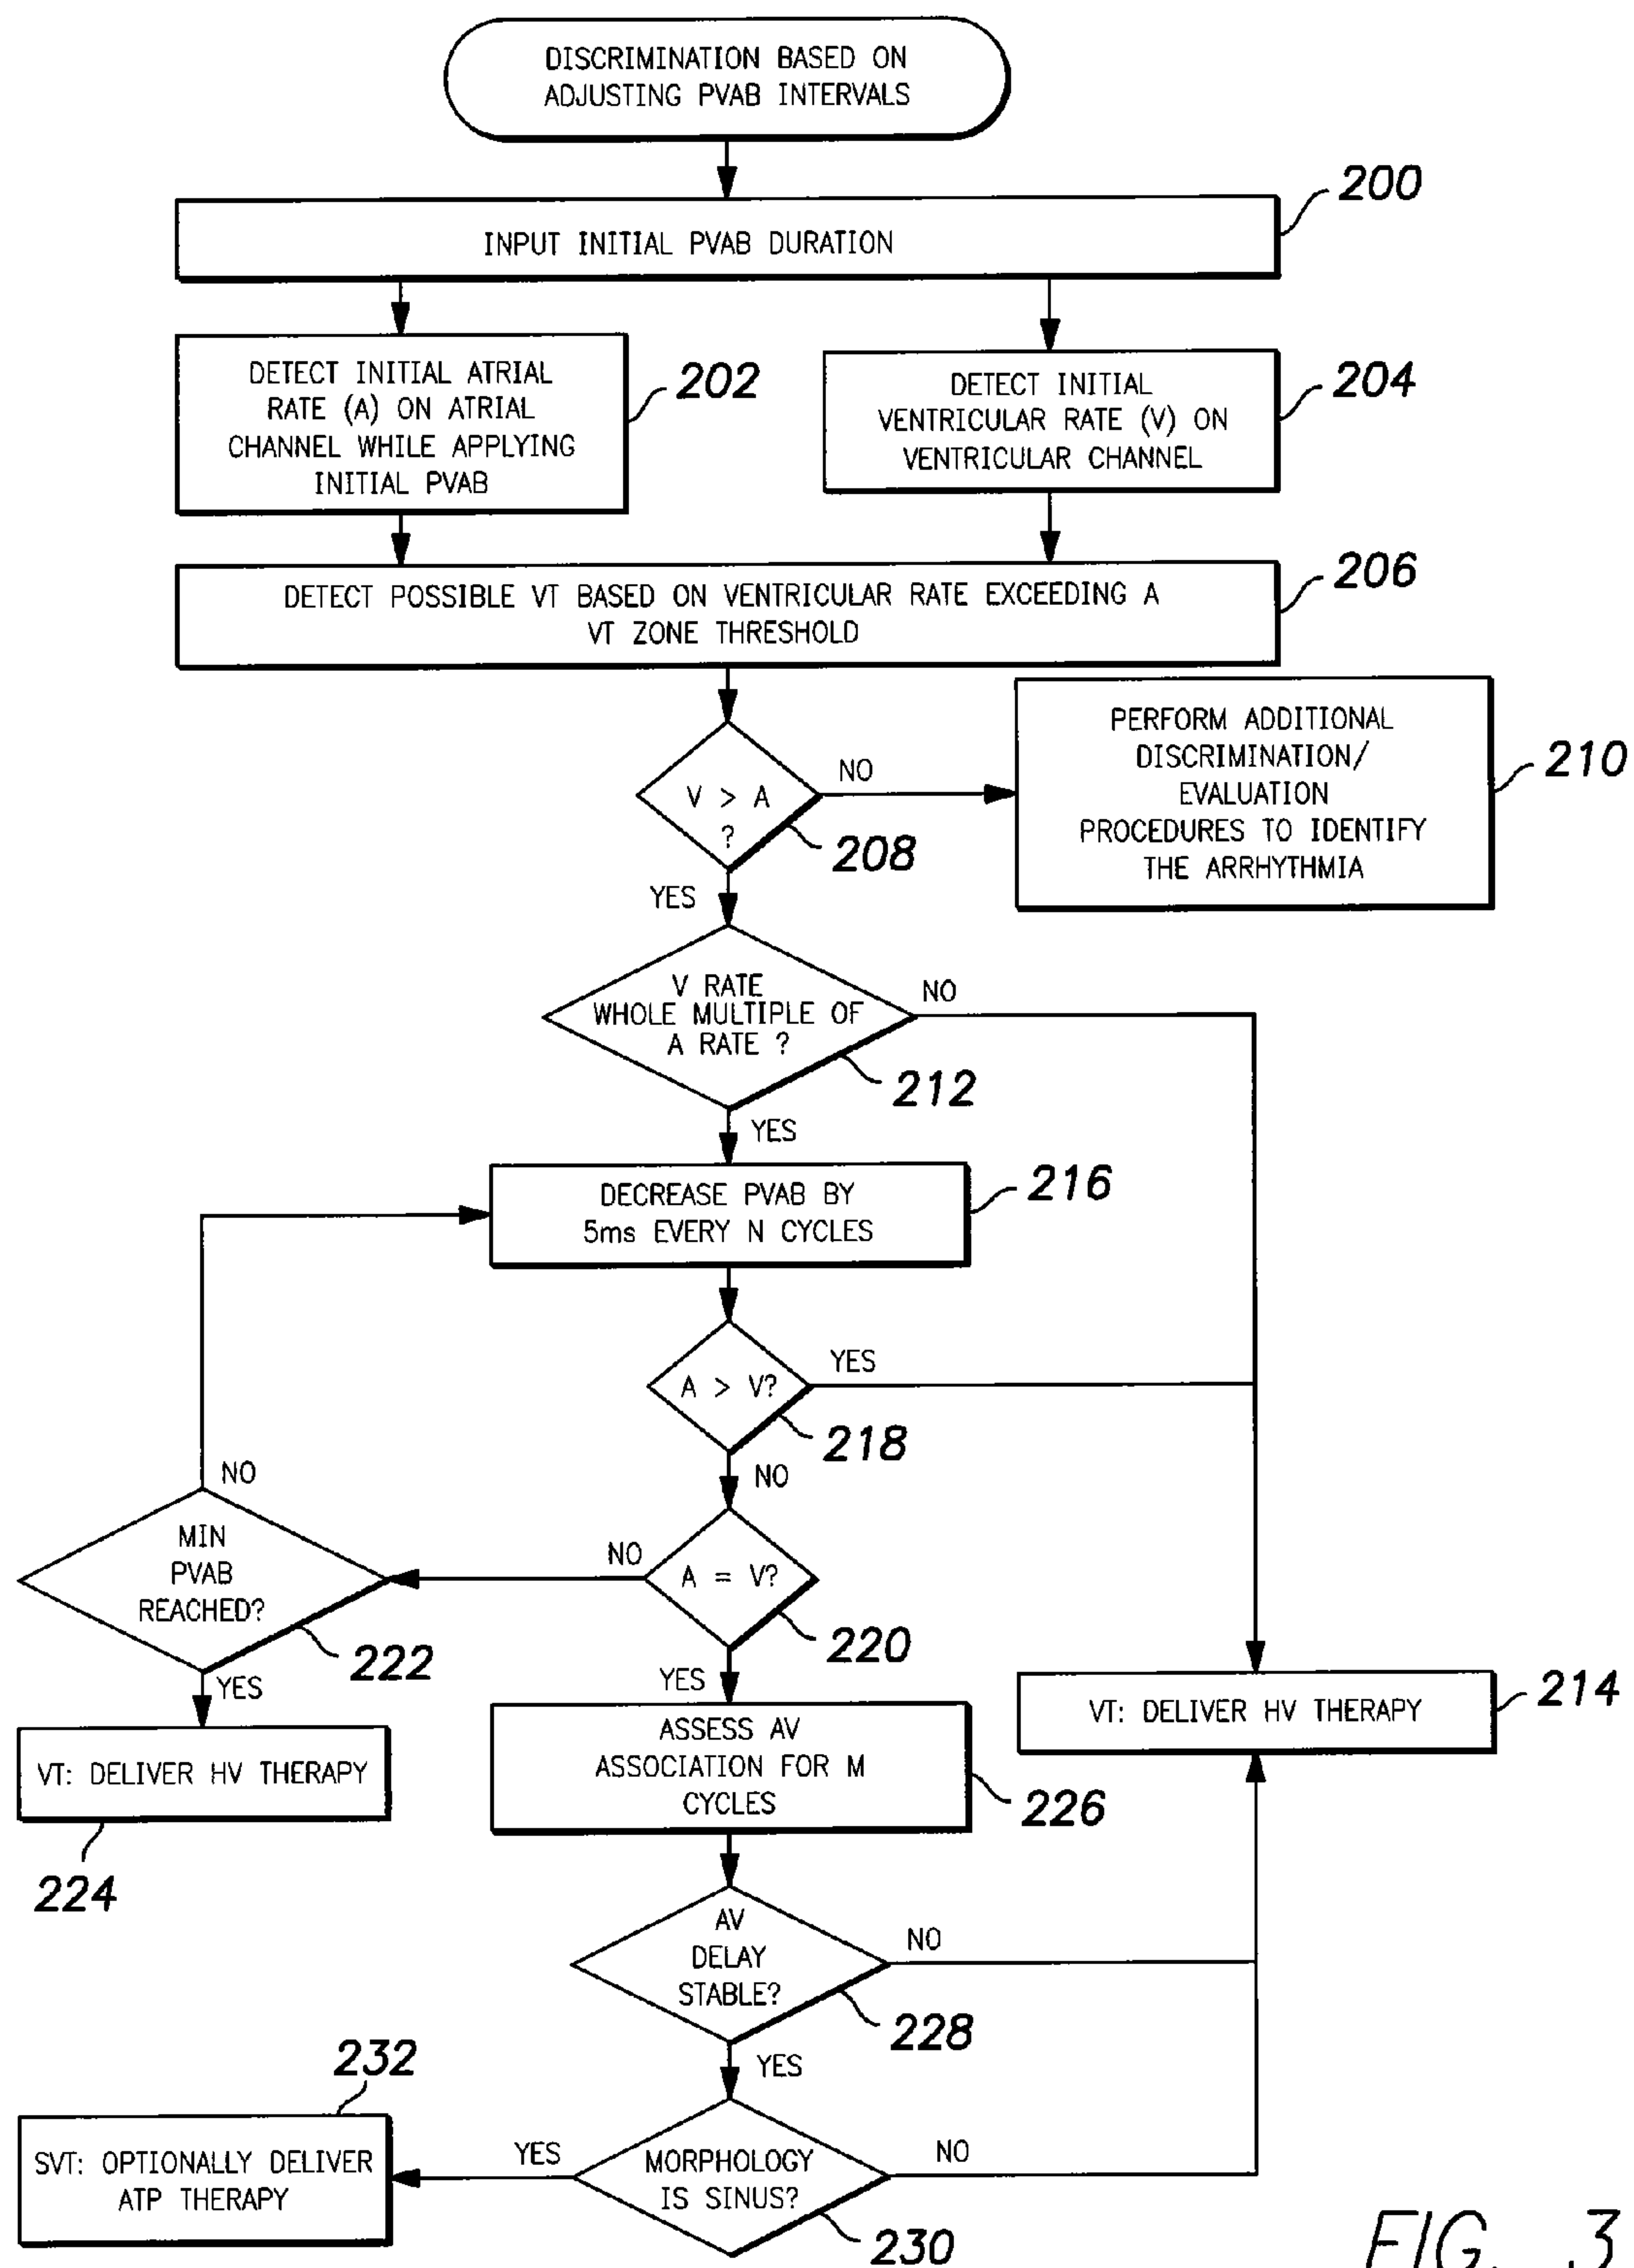 DISCRIMINATION BASED ON
ADJUSTING PVAB INTERVALS
200
INPUT INITIAL PVAB DURATION
DETECT INITIAL ATRIAL
RATE (A) ON ATRIAL
CHANNEL WHILE APPLYING
INITIAL PVAB
202
DETECT INITIAL
VENTRICULAR RATE (V) ON
VENTRICULAR CHANNEL
204
DETECT POSSIBLE VT BASED ON VENTRICULAR RATE EXCEEDING A
VT ZONE THRESHOLD
206
V > A
?
208
NO
YES
PERFORM ADDITIONAL
DISCRIMINATION/
EVALUATION
PROCEDURES TO IDENTIFY
THE ARRHYTHMIA
210
V RATE
WHOLE MULTIPLE OF
A RATE ?
212
NO
YES
DECREASE PVAB BY
5ms EVERY N CYCLES
216
A > V?
218
YES
NO
A = V?
220
NO
YES
MIN
PVAB
REACHED?
222
NO
YES
VT: DELIVER HV THERAPY
224
VT: DELIVER HV THERAPY
214
ASSESS AV
ASSOCIATION FOR M
CYCLES
226
AV
DELAY
STABLE?
228
NO
YES
MORPHOLOGY
IS SINUS?
230
YES
NO
232
SVT: OPTIONALLY DELIVER
ATP THERAPY
FIG. 3